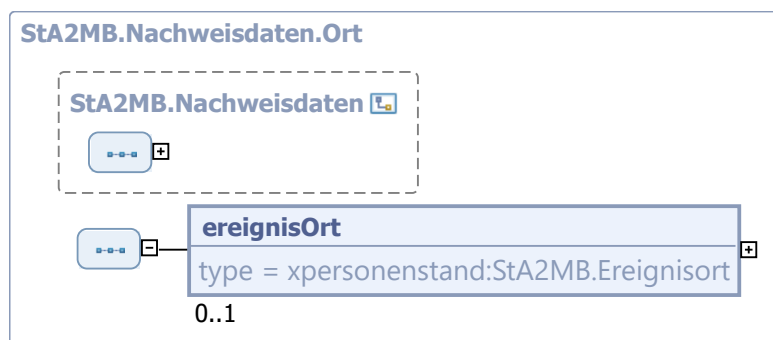 StA2MB.Nachweisdaten.Ort
StA2MB.Nachweisdaten
ereignisOrt
type = xpersonenstand:StA2MB.Ereignisort
0..1